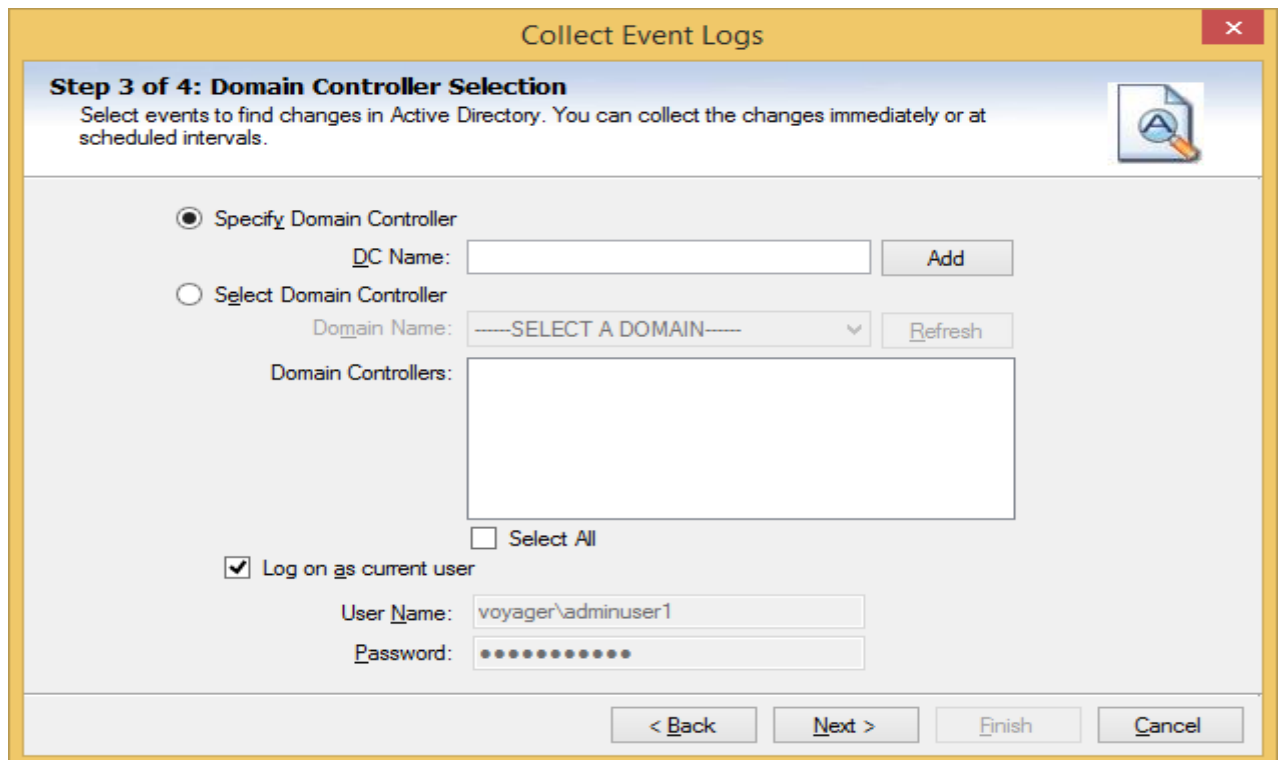 Collect Event Logs
Step 3 of 4: Domain Controller Selection
Select events to find changes in Active Directory. You can collect the changes immediately or at
scheduled intervals.
Specify Domain Controller
DC Name: Add
Select Domain Controller
Domain Name: ------SELECT A DOMAIN------ Refresh
Domain Controllers:
Select All
Log on as current user
User Name: voyager\adminuser1
Password: ●●●●●●●●●●●
< Back Next > Finish Cancel